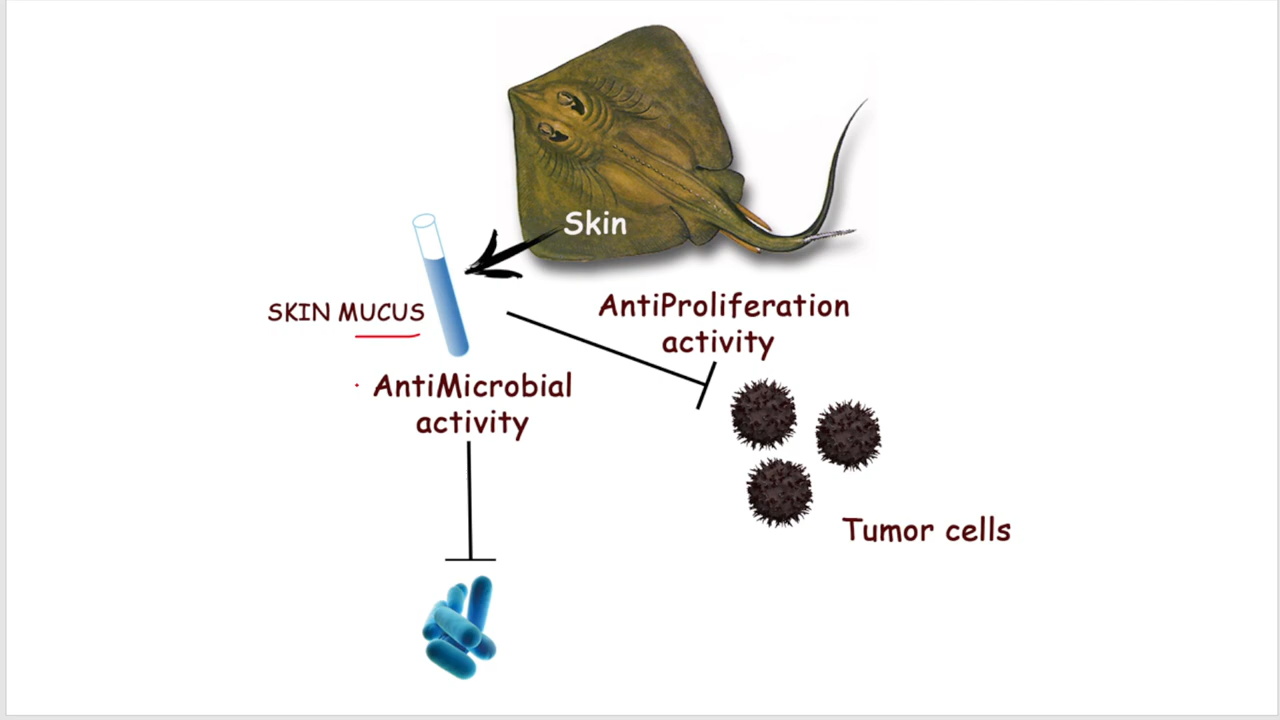 Skin
SKIN MUCUS
AntiProliferation
activity
AntiMicrobial
activity
Tumor cells